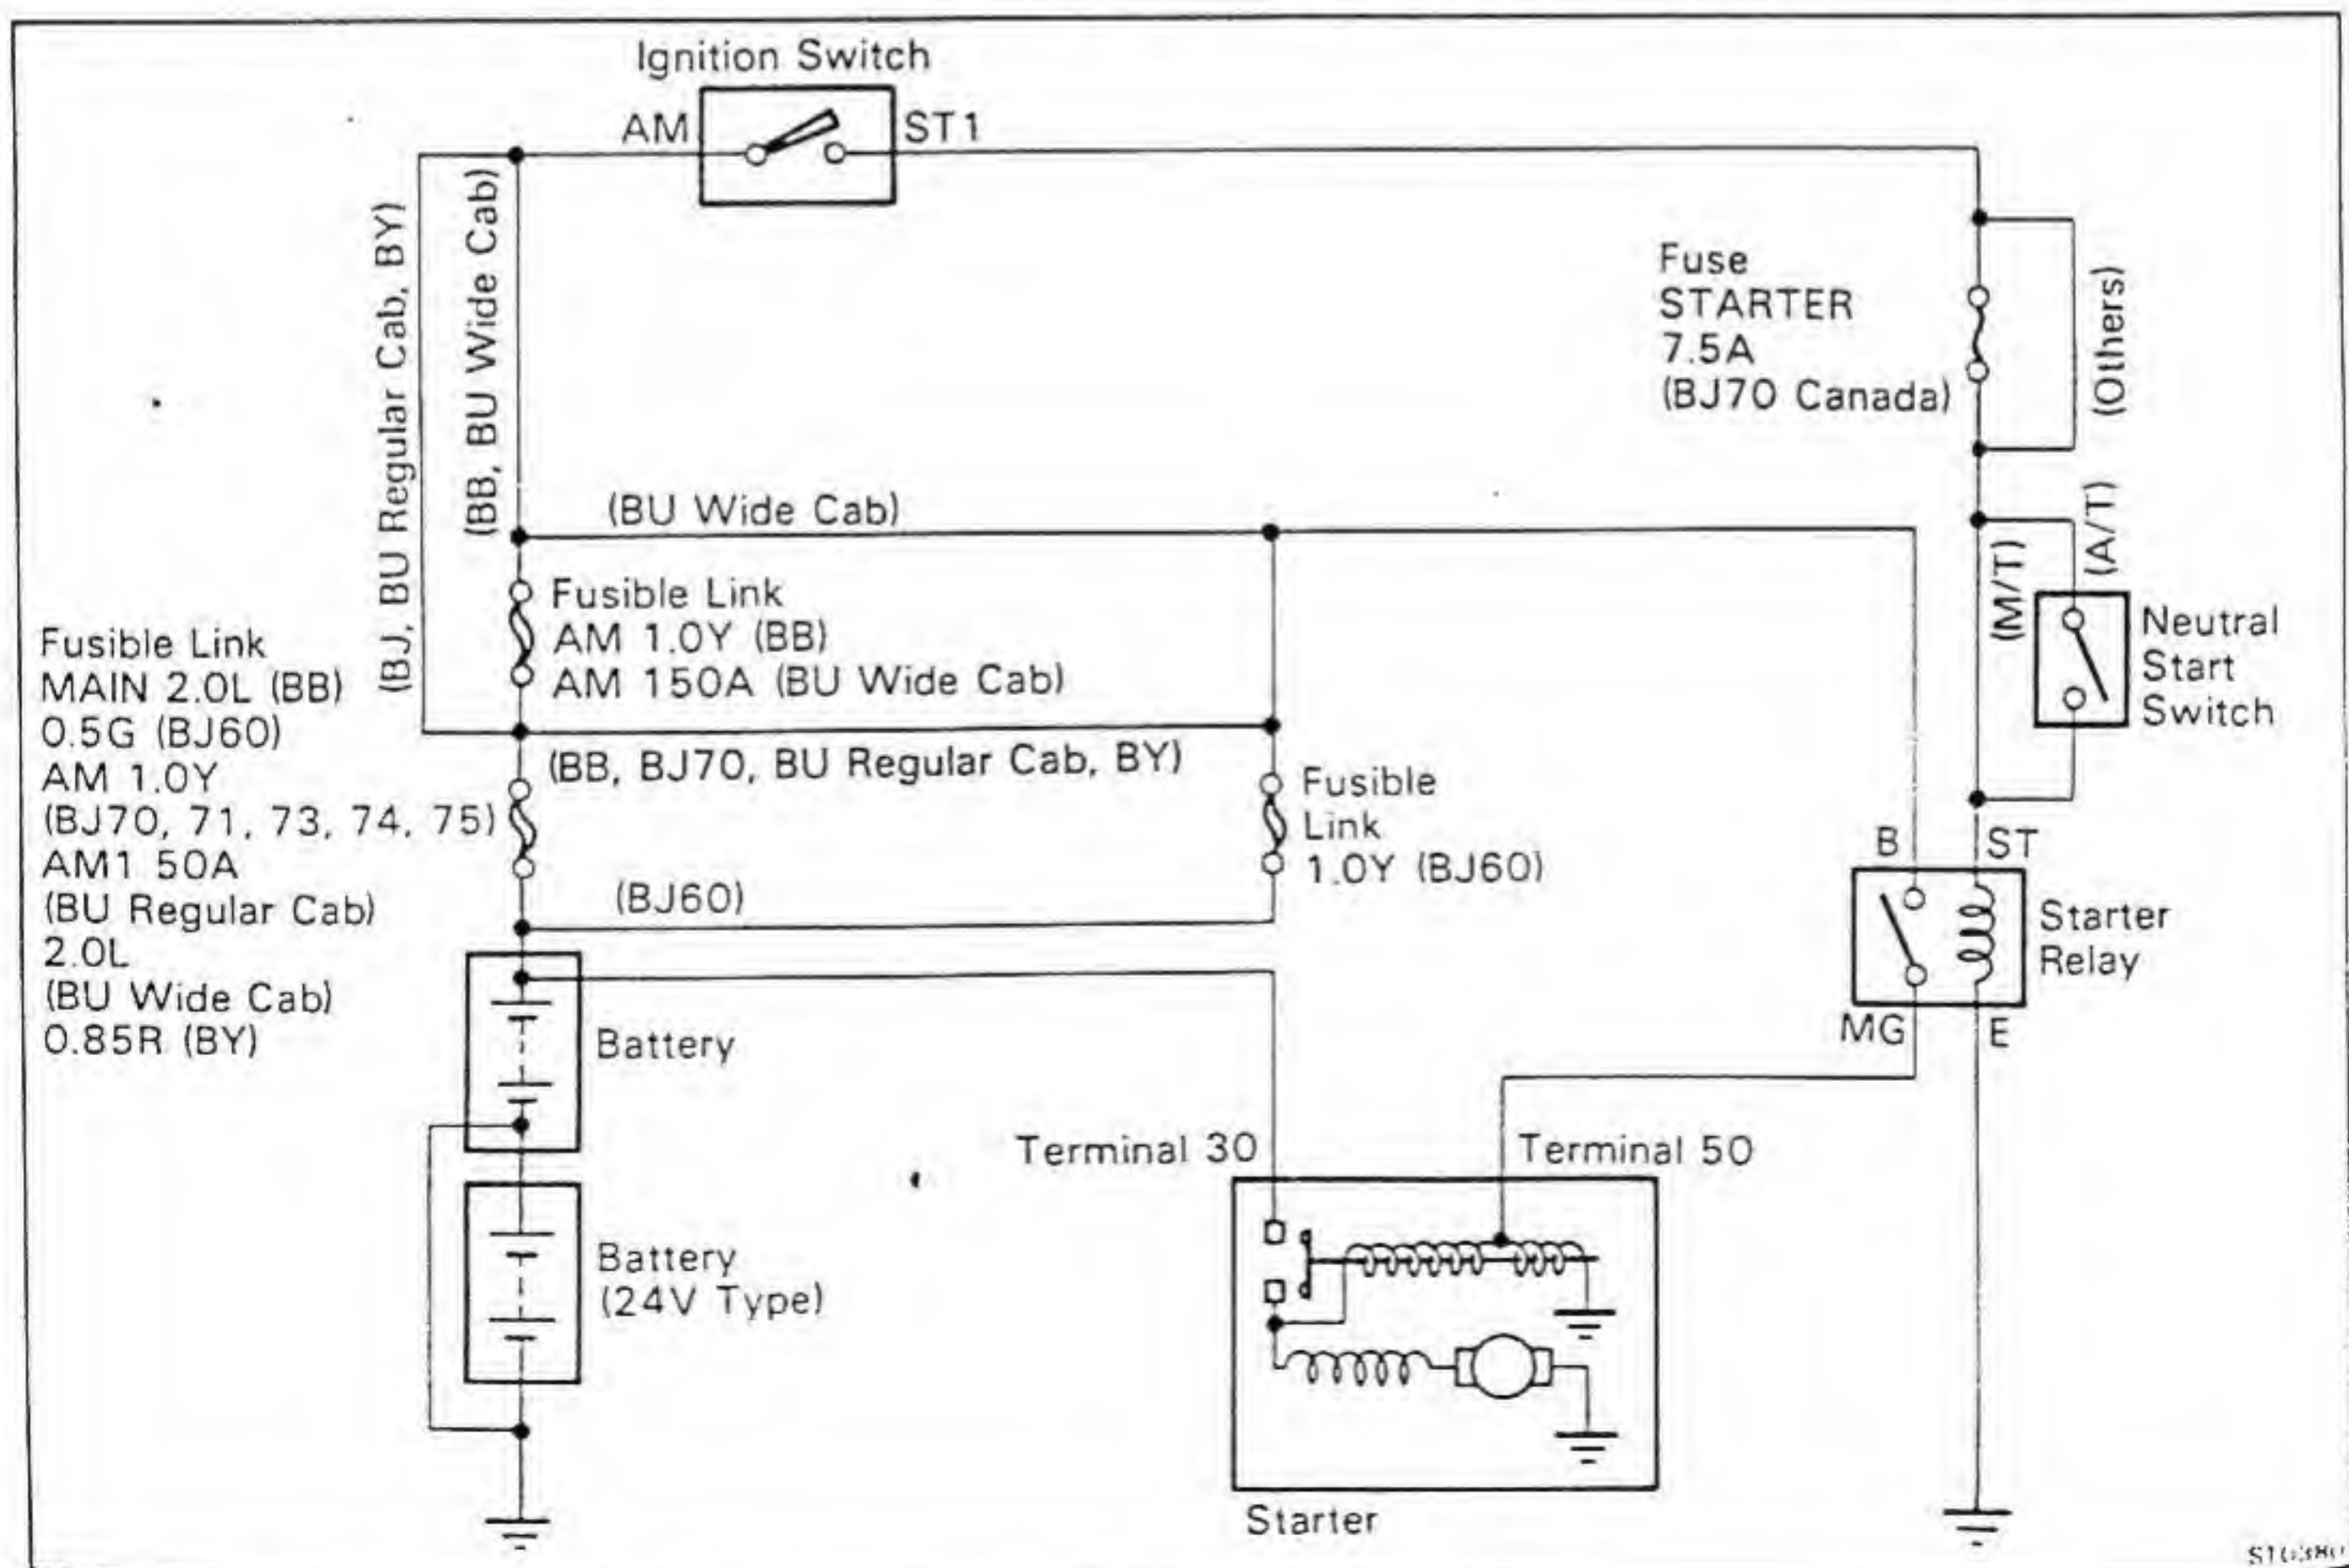 Ignition Switch
AM
ST1
(BJ, BU Regular Cab, BY)
(BB, BU Wide Cab)
Fuse
STARTER
7.5A
(BJ70 Canada)
(Others)
(BU Wide Cab)
(M/T)
(A/T)
Fusible Link
AM 1.0Y (BB)
AM 150A (BU Wide Cab)
Neutral
Start
Switch
Fusible Link
MAIN 2.0L (BB)
0.5G (BJ60)
AM 1.0Y
(BJ70, 71, 73, 74, 75)
AM1 50A
(BU Regular Cab)
2.0L
(BU Wide Cab)
0.85R (BY)
(BB, BJ70, BU Regular Cab, BY)
Fusible
Link
1.0Y (BJ60)
(BJ60)
B
ST
Starter
Relay
MG
E
Battery
Terminal 30
Terminal 50
Battery
(24V Type)
Starter